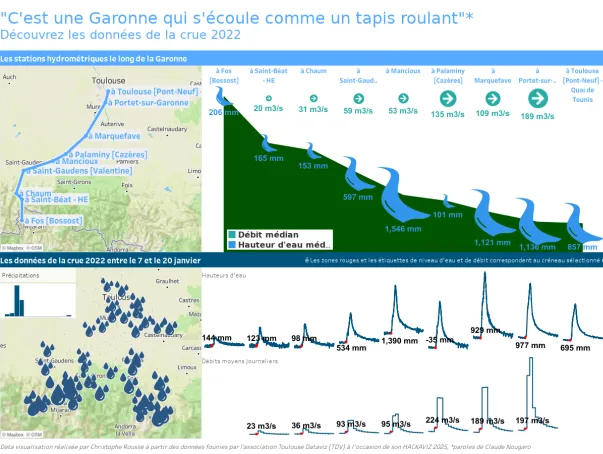 "C'est une Garonne qui s'écoule comme un tapis roulant"*
Découvrez les données de la crue 2022
Les stations hydrométriques le long de la Garonne
Auch
Toulouse
à Toulouse [Pont-Neuf] -
à Portet-sur-Garonne
Mure
Auterive
Castelnaudary
à Marquefave
à Palaminy [Cazères]
à Mancioux
Pamiers
Saint-Gaudens
à Saint-Gaudens [Valentine]
Limo
Saint-Girons
Foix
à Chaum
à Saint-Béat - HE
à Fos [Bossost]
Andorra
© Mapbox © OSM
à Fos [Bossost]
à Saint-Béat - HE
à Chaum
à Saint-Gaud..
à Mancioux
à Palaminy [Cazères]
à Marquefave
à Portet-sur-..
à Toulouse [Pont-Neuf] - Quai de Tounis
20 m3/s
31 m3/s
59 m3/s
53 m3/s
135 m3/s
109 m3/s
189 m3/s
206 mm
165 mm
153 mm
597 mm
1,546 mm
101 mm
1,121 mm
1,136 mm
857 mm
Débit médian
Hauteur d'eau méd..
Les données de la crue 2022 entre le 7 et le 20 janvier
Les zones rouges et les étiquettes de niveau d'eau et de débit correspondent au créneau sélectionné
Précipitations
Graulhet
Toulouse
Castres
Castelnaudary
Carcass
Saint-Gaudens
Limoux
Andorra la Vella
© Mapbox © OSM
Hauteurs d'eau
144 mm
123 mm
98 mm
534 mm
1,390 mm
-35 mm
929 mm
977 mm
695 mm
Débits moyens journaliers
23 m3/s
36 m3/s
93 m3/s
95 m3/s
224 m3/s
189 m3/s
197 m3/s
Data visualisation réalisée par Christophe Rousse à partir des données fournies par l'association Toulouse Dataviz (TDV) à l'occasion de son HACKAVIZ 2025, *paroles de Claude Nougaro